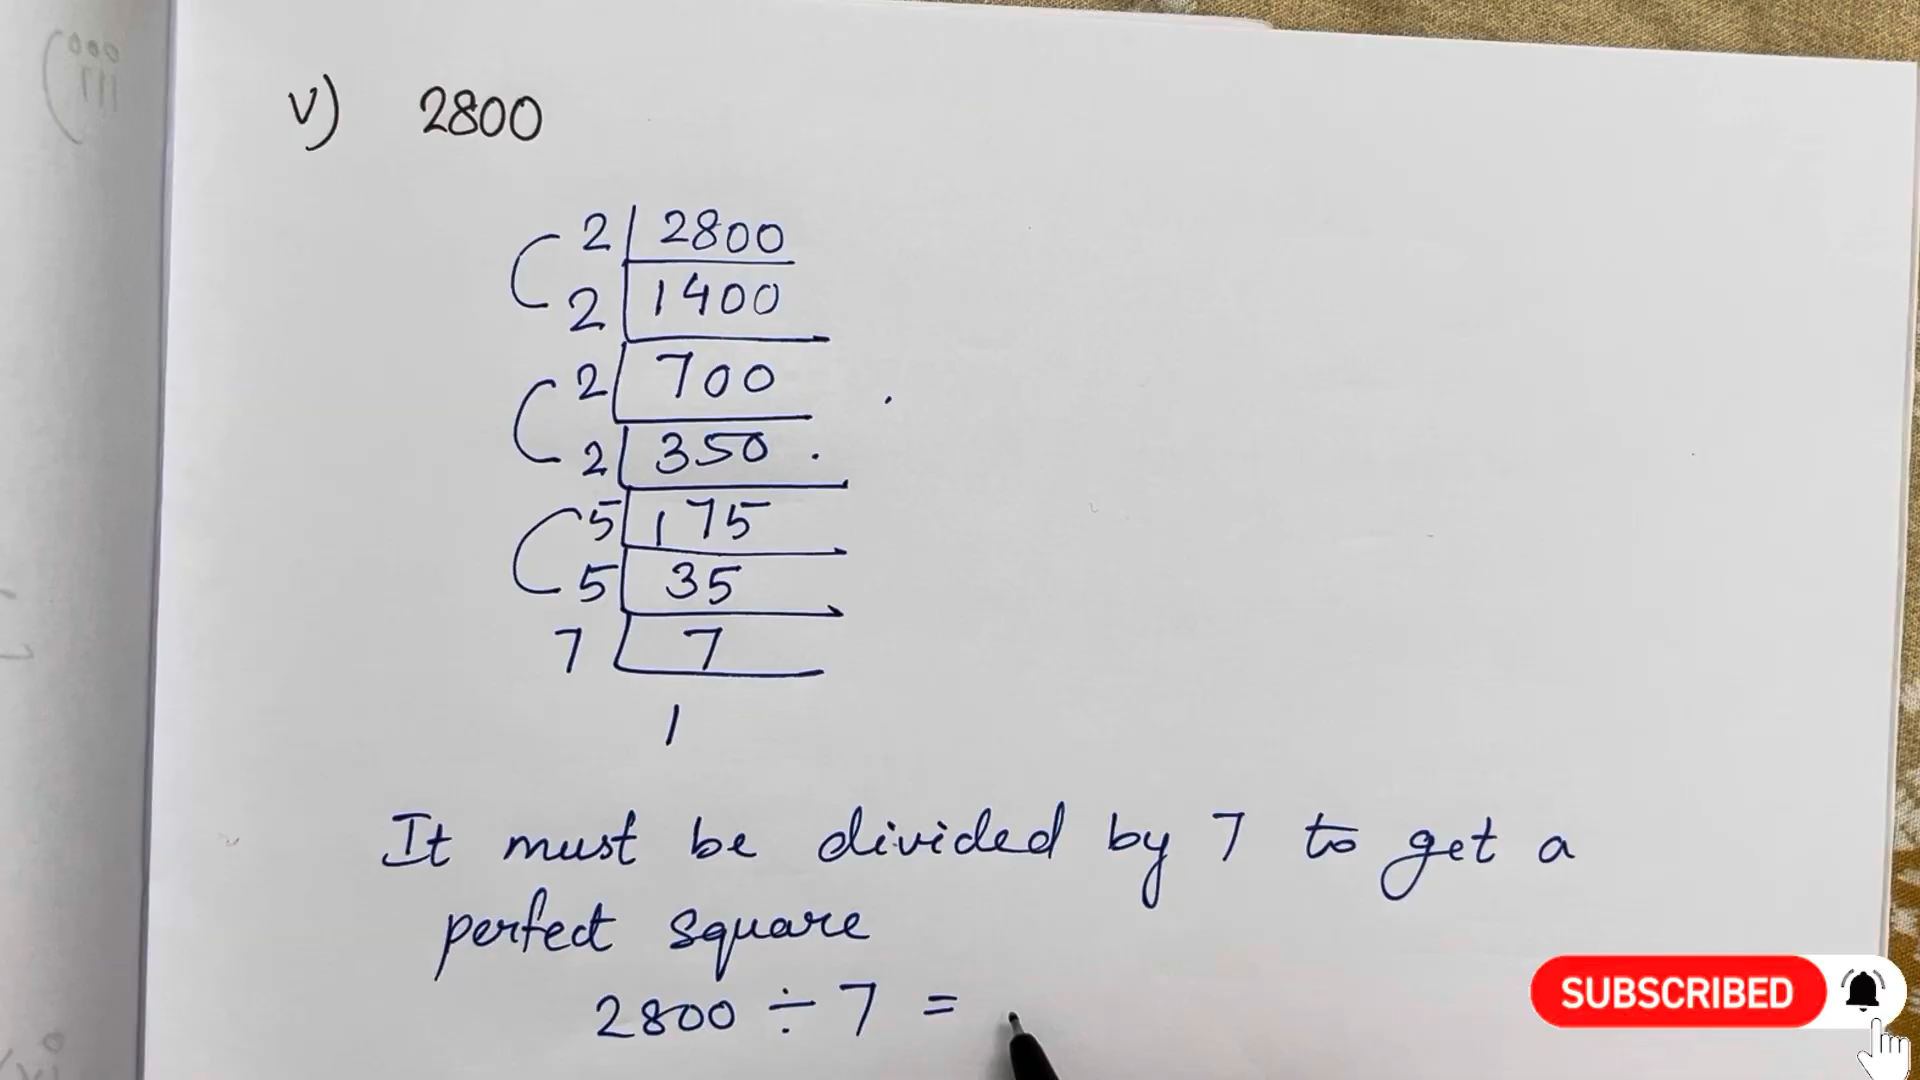 v) 2800
2 2800
2 1400
2 700
2 350
5 175
5 35
7 7
1
It must be divided by 7 to get a
perfect square
2800 ÷ 7 =
SUBSCRIBED